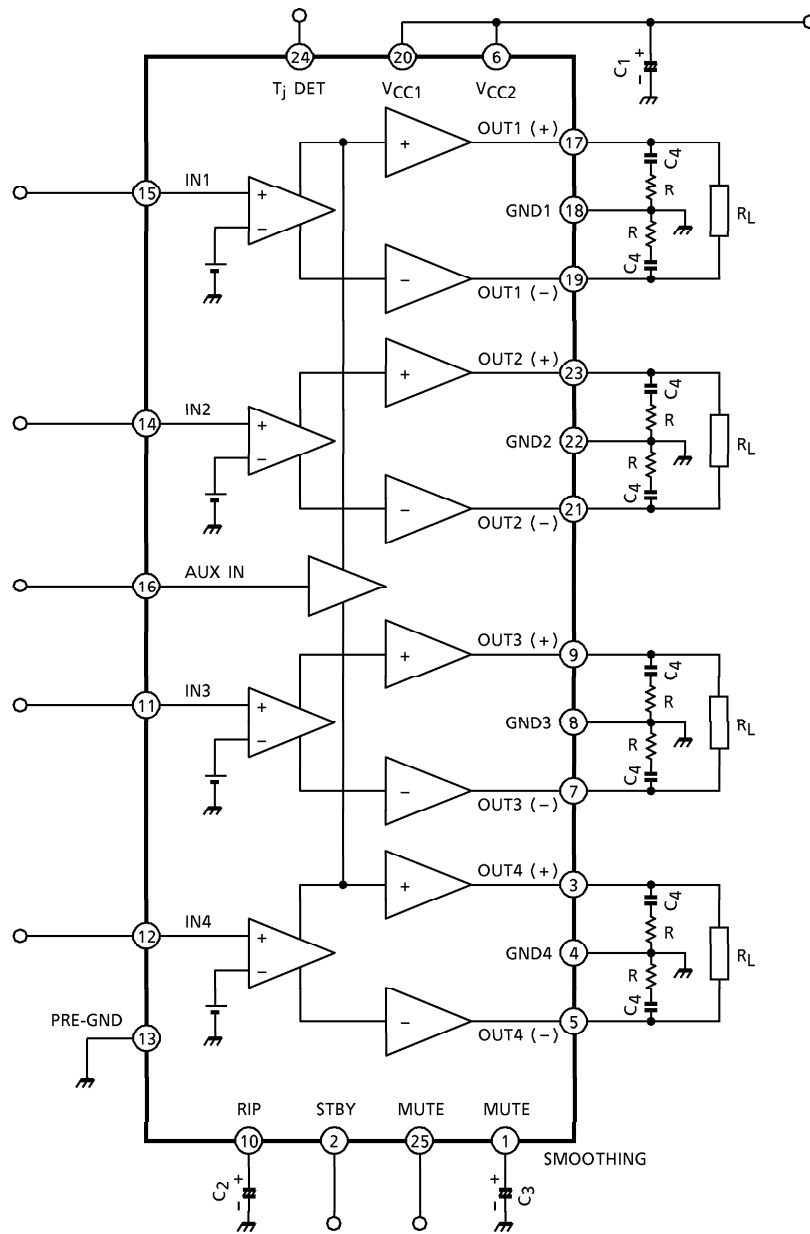 24 20 6
Tj DET VCC1 VCC2 C1 + −
IN1 15 + − + OUT1 (+) 17 C4 R
GND1 18 R RL
C4
− OUT1 (−) 19
+ OUT2 (+) 23 C4
IN2 14 + − R
GND2 22 R RL
C4
− OUT2 (−) 21
16 AUX IN
+ OUT3 (+) 9 C4
IN3 11 + − R
GND3 8 R RL
C4
− OUT3 (−) 7
+ OUT4 (+) 3 C4
IN4 12 + − R
GND4 4 R RL
C4
− OUT4 (−) 5
PRE-GND
13
RIP STBY MUTE MUTE
10 2 25 1
SMOOTHING
C2 + − + − C3